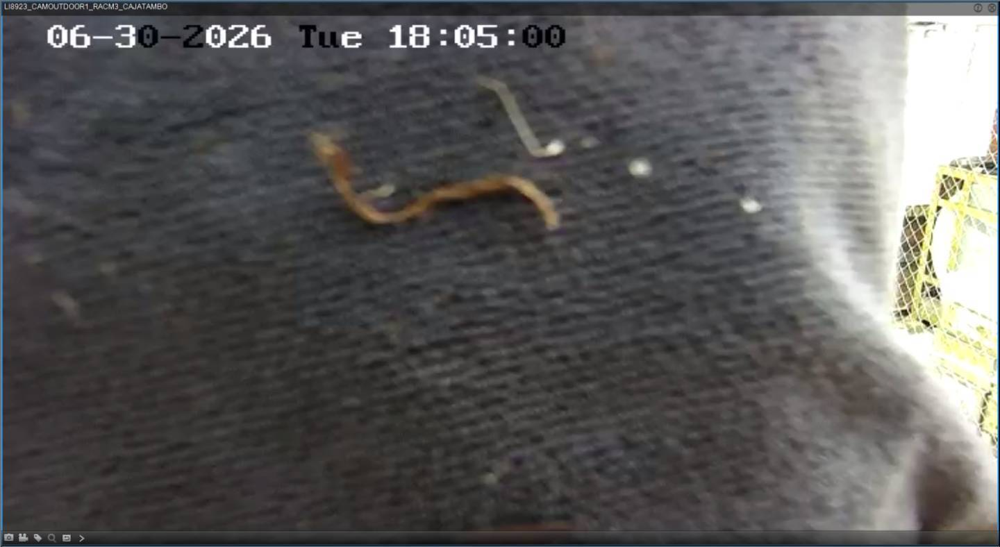 LI8923_CAMOUTDOOR1_RACM3_CAJATAMBO
06-30-2026 Tue 18:05:00